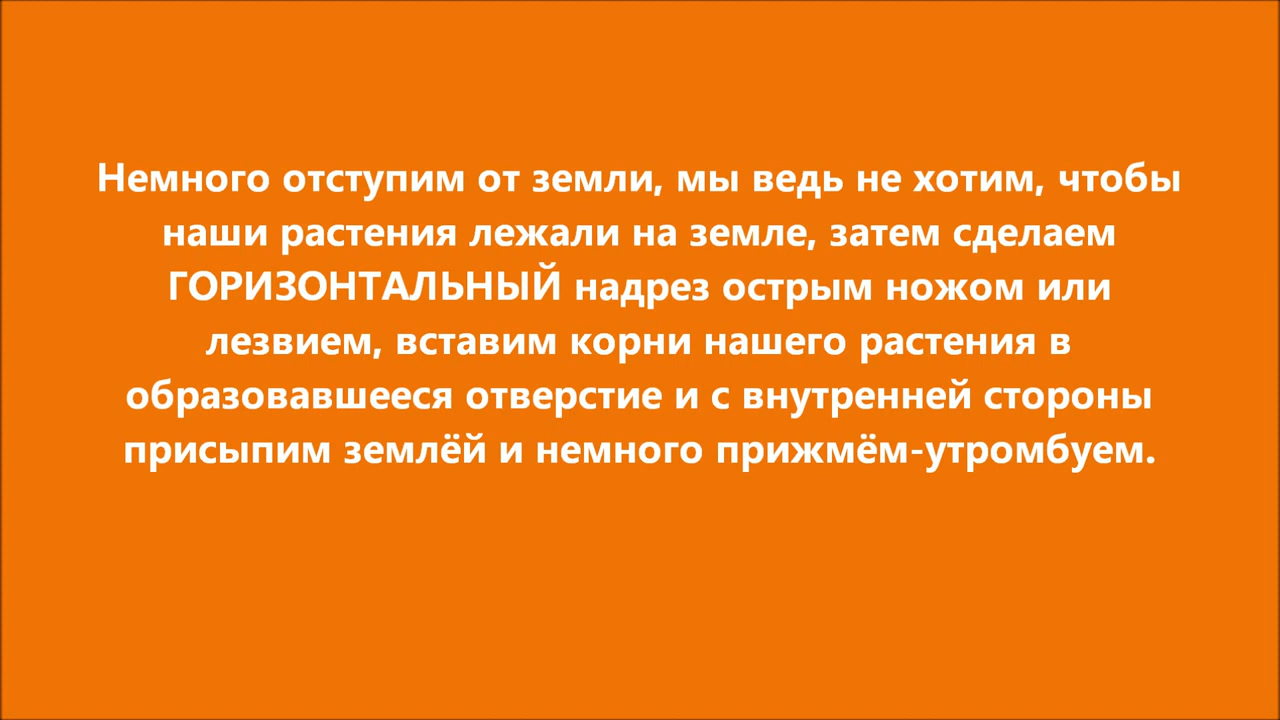 Немного отступим от земли, мы ведь не хотим, чтобы
наши растения лежали на земле, затем сделаем
ГОРИЗОНТАЛЬНЫЙ надрез острым ножом или
лезвием, вставим корни нашего растения в
образовавшееся отверстие и с внутренней стороны
присыпим землёй и немного прижмём-утромбуем.